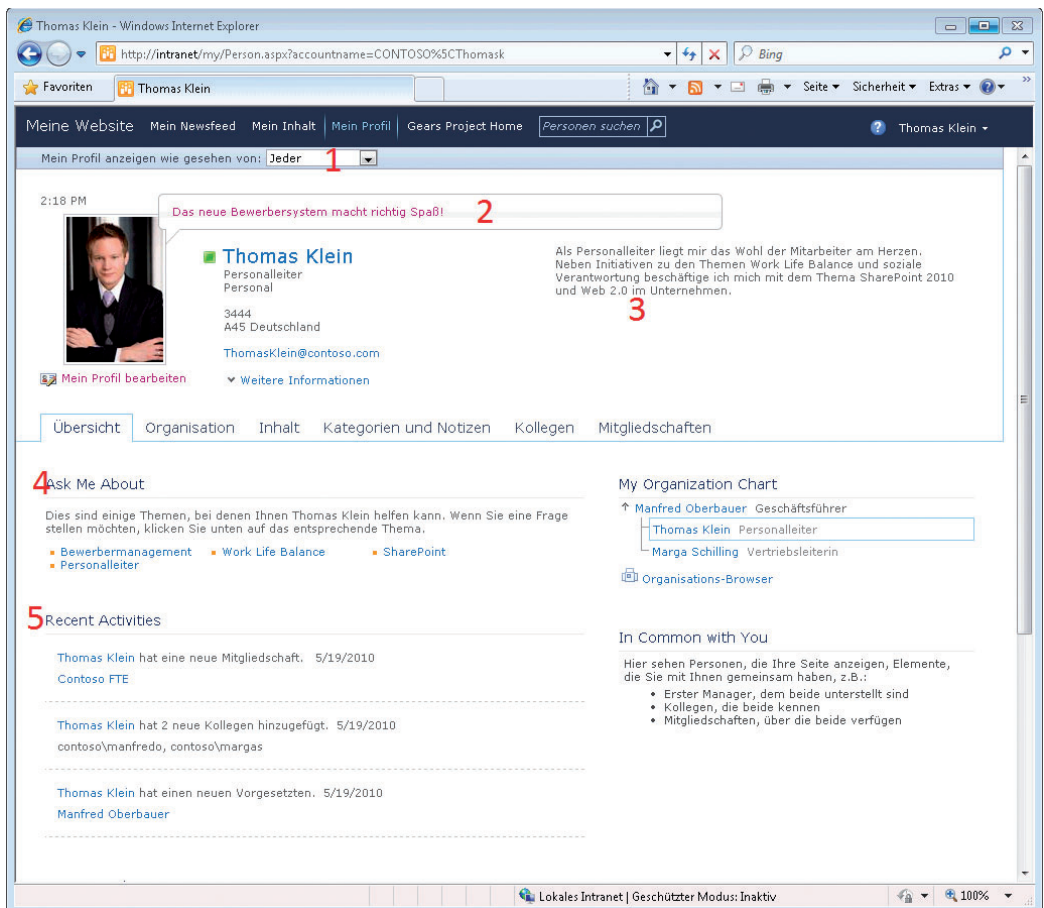 Thomas Klein - Windows Internet Explorer
http://intranet/my/Person.aspx?accountname=CONTOSO%5CThomask
Bing
Favoriten
Thomas Klein
Seite
Sicherheit
Extras
»
Meine Website
Mein Newsfeed
Mein Inhalt
Mein Profil
Gears Project Home
Personen suchen
Thomas Klein
Mein Profil anzeigen wie gesehen von:
Jeder
1
2:18 PM
Das neue Bewerbersystem macht richtig Spaß!
2
Thomas Klein
Personalleiter
Personal
3444
A45 Deutschland
ThomasKlein@contoso.com
Mein Profil bearbeiten
Weitere Informationen
Als Personalleiter liegt mir das Wohl der Mitarbeiter am Herzen.
Neben Initiativen zu den Themen Work Life Balance und soziale
Verantwortung beschäftige ich mich mit dem Thema SharePoint 2010
und Web 2.0 im Unternehmen.
3
Übersicht
Organisation
Inhalt
Kategorien und Notizen
Kollegen
Mitgliedschaften
4
Ask Me About
Dies sind einige Themen, bei denen Ihnen Thomas Klein helfen kann. Wenn Sie eine Frage
stellen möchten, klicken Sie unten auf das entsprechende Thema.
Bewerbermanagement
Work Life Balance
SharePoint
Personalleiter
5
Recent Activities
Thomas Klein hat eine neue Mitgliedschaft. 5/19/2010
Contoso FTE
Thomas Klein hat 2 neue Kollegen hinzugefügt. 5/19/2010
contoso\manfredo, contoso\margas
Thomas Klein hat einen neuen Vorgesetzten. 5/19/2010
Manfred Oberbauer
My Organization Chart
Manfred Oberbauer Geschäftsführer
Thomas Klein Personalleiter
Marga Schilling Vertriebsleiterin
Organisations-Browser
In Common with You
Hier sehen Personen, die Ihre Seite anzeigen, Elemente,
die Sie mit Ihnen gemeinsam haben, z.B.:
Erster Manager, dem beide unterstellt sind
Kollegen, die beide kennen
Mitgliedschaften, über die beide verfügen
Lokales Intranet | Geschützter Modus: Inaktiv
100%